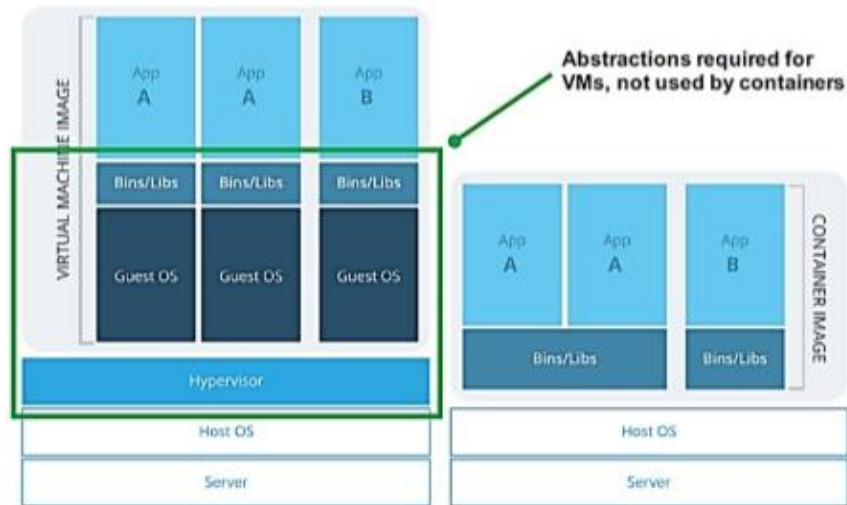 Abstractions required for
VMs, not used by containers
VIRTUAL MACHINE IMAGE
App
A
App
A
App
B
Bins/Libs
Bins/Libs
Bins/Libs
Guest OS
Guest OS
Guest OS
Hypervisor
Host OS
Server
App
A
App
A
App
B
CONTAINER IMAGE
Bins/Libs
Bins/Libs
Host OS
Server